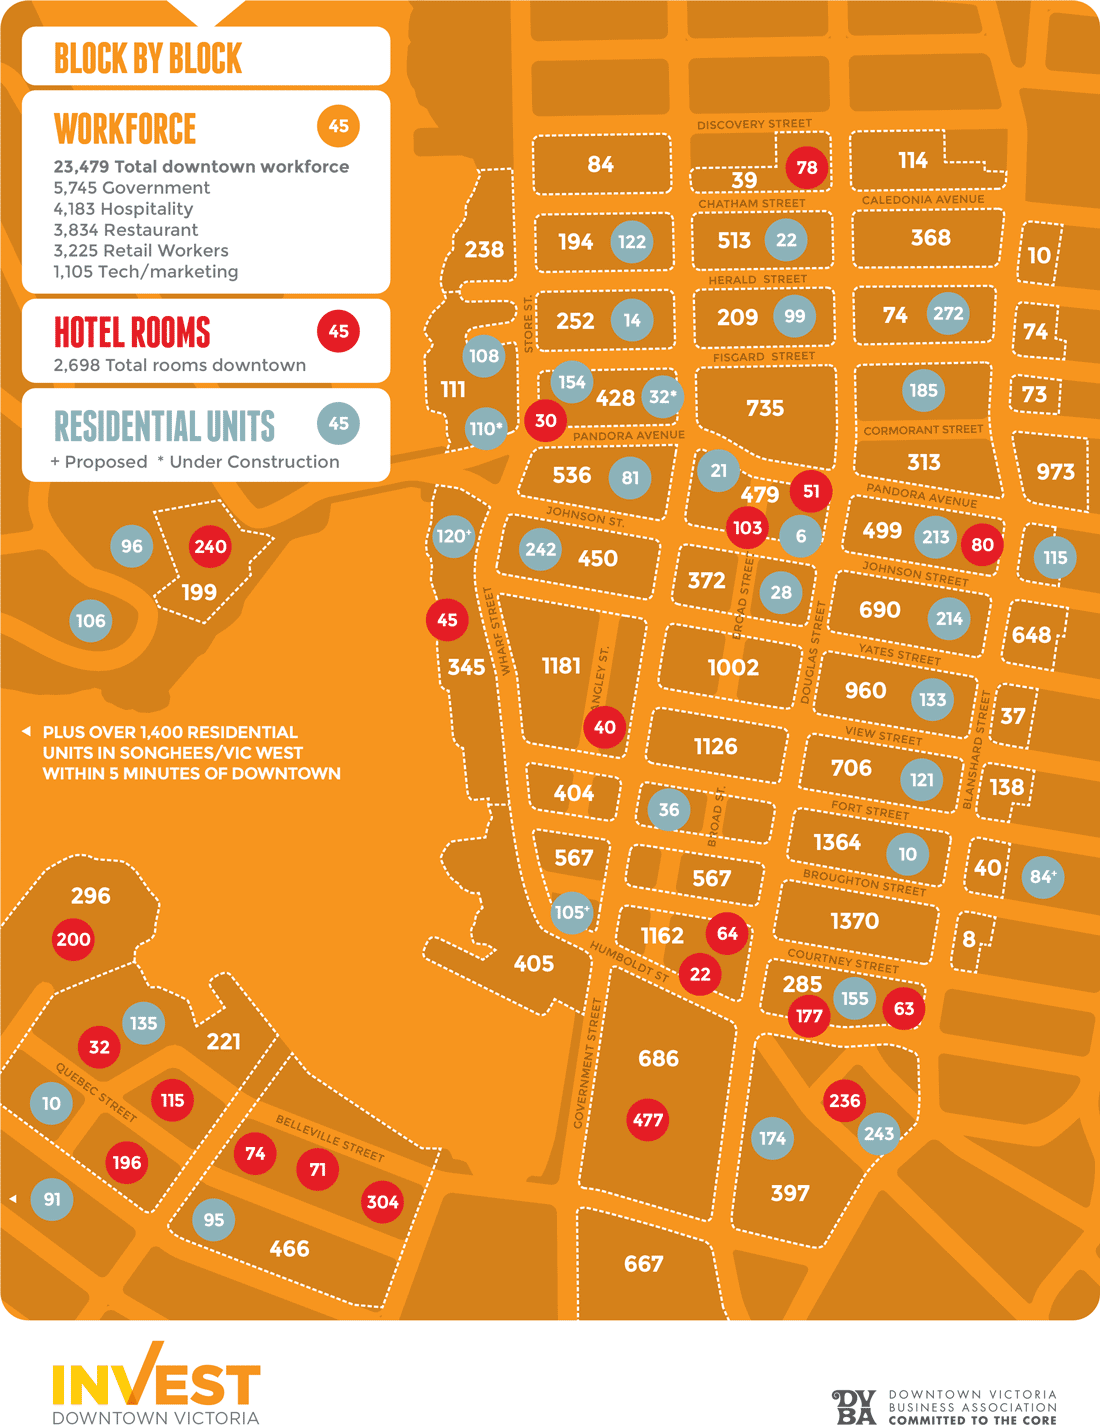 BLOCK BY BLOCK
WORKFORCE 45
23,479 Total downtown workforce
5,745 Government
4,183 Hospitality
3,834 Restaurant
3,225 Retail Workers
1,105 Tech/marketing
HOTEL ROOMS 45
2,698 Total rooms downtown
RESIDENTIAL UNITS 45
+ Proposed * Under Construction
DISCOVERY STREET
84
39
78
114
CHATHAM STREET
CALEDONIA AVENUE
238
194 122
513 22
368
10
HERALD STREET
STORE ST.
252 14
209 99
74 272
74
FISGARD STREET
108
111
110*
154
428
32*
30
735
185
73
PANDORA AVENUE
CORMORANT STREET
536 81
21
479
51
103
6
313
973
PANDORA AVENUE
JOHNSON ST.
120+
242 450
499 213 80
115
JOHNSON STREET
96
240
199
106
372
BROAD STREET
28
690 214
648
45
345
WHARF STREET
1181
LANGLEY ST.
40
1002
DOUGLAS STREET
YATES STREET
960 133
37
VIEW STREET
BLANSHARD STREET
◄ PLUS OVER 1,400 RESIDENTIAL
UNITS IN SONGHEES/VIC WEST
WITHIN 5 MINUTES OF DOWNTOWN
1126
706 121
138
404
36
BROAD ST.
FORT STREET
1364 10
40
84+
567
567
BROUGHTON STREET
105+
1162
64
22
1370
8
HUMBOLDT ST
COURTNEY STREET
405
285
155
177
63
296
200
135
32
221
QUEBEC STREET
10
115
196
91
BELLEVILLE STREET
74
71
304
95
466
GOVERNMENT STREET
686
477
236
174
243
397
667
INVEST
DOWNTOWN VICTORIA
DVBA
DOWNTOWN VICTORIA
BUSINESS ASSOCIATION
COMMITTED TO THE CORE